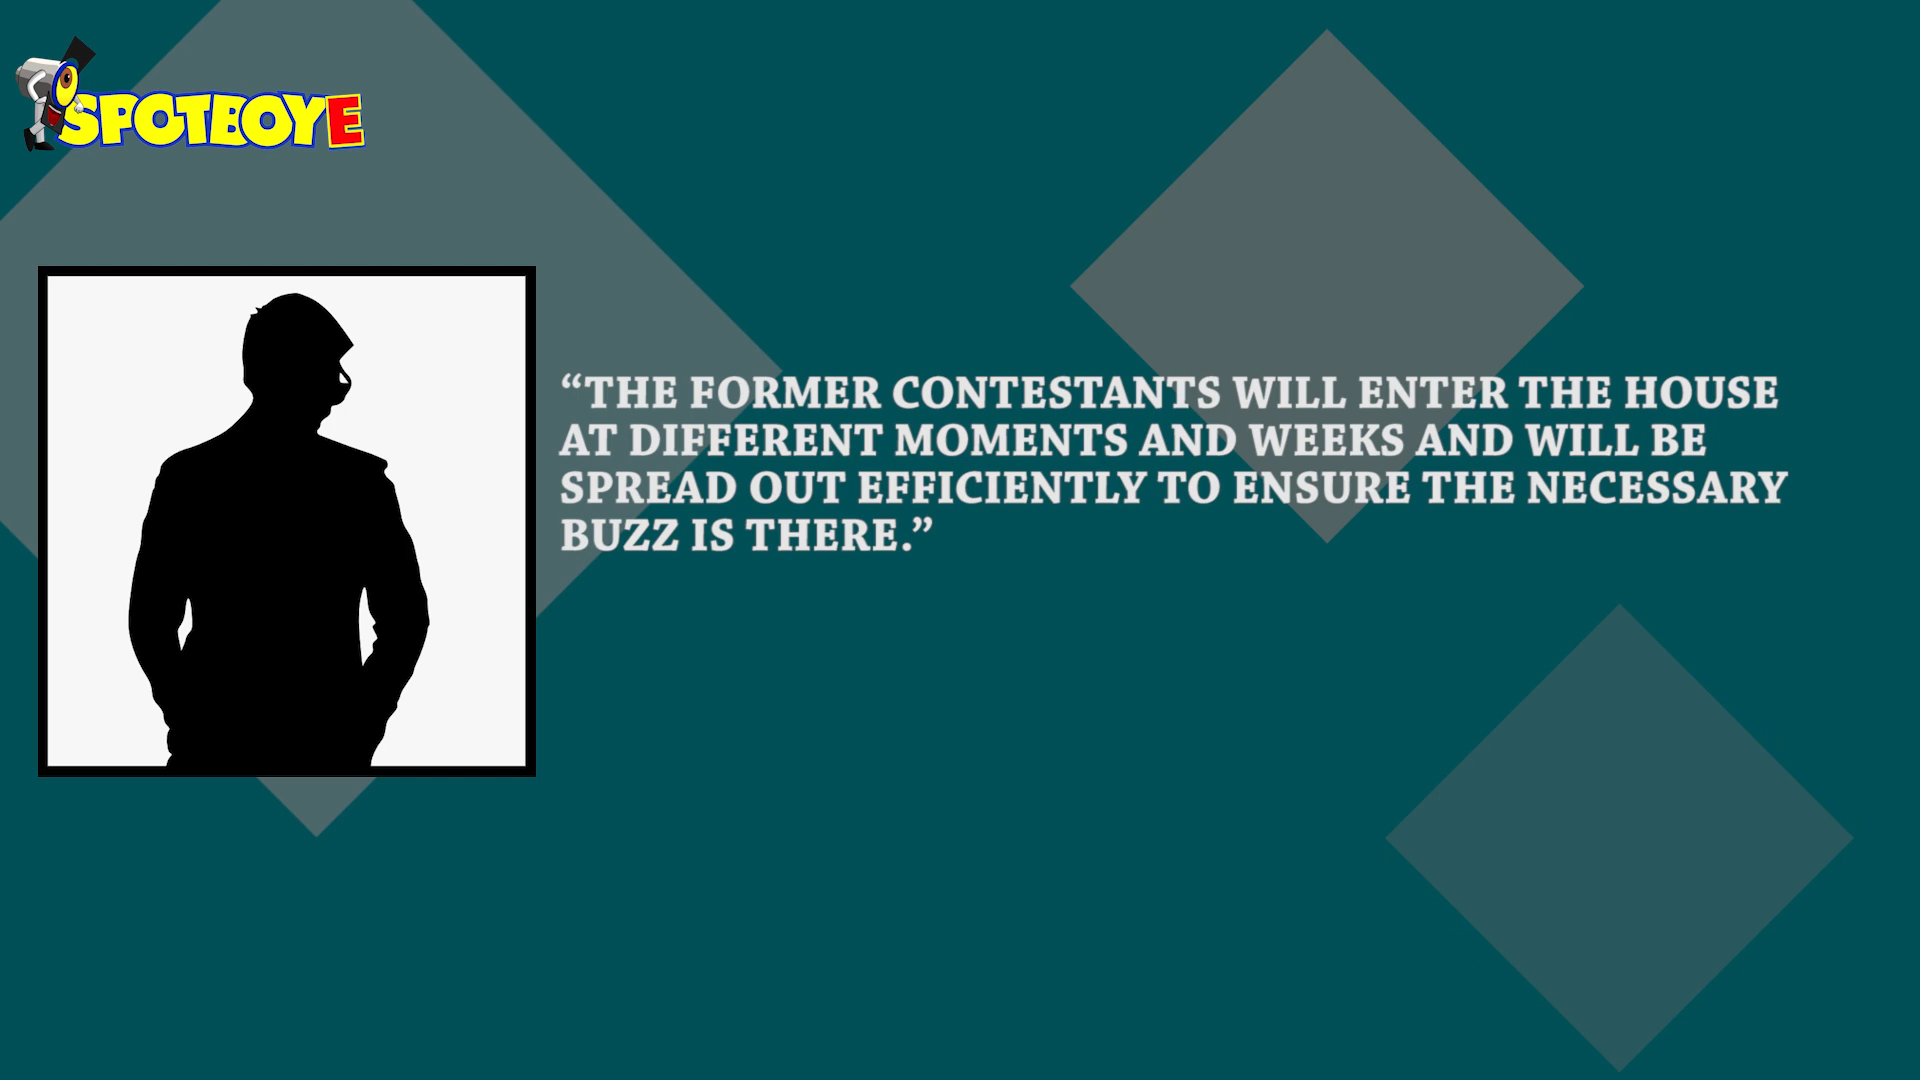 SPOTBOYE
“THE FORMER CONTESTANTS WILL ENTER THE HOUSE
AT DIFFERENT MOMENTS AND WEEKS AND WILL BE
SPREAD OUT EFFICIENTLY TO ENSURE THE NECESSARY
BUZZ IS THERE.”